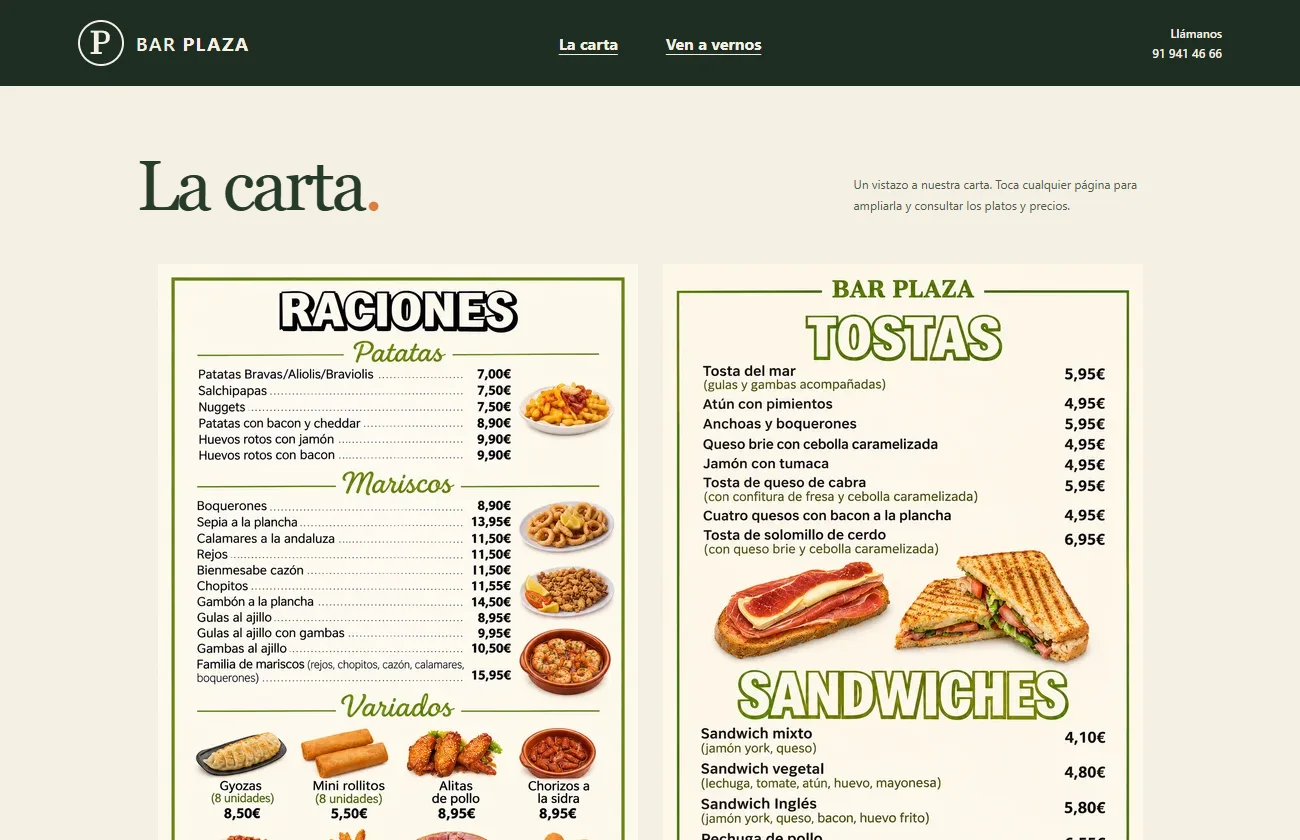 P BAR PLAZA
La carta
Ven a vernos
Llámanos
91 941 46 66
La carta.
Un vistazo a nuestra carta. Toca cualquier página para
ampliarla y consultar los platos y precios.
RACIONES
Patatas
Patatas Bravas/Aliolis/Braviolis 7,00€
Salchipapas 7,50€
Nuggets 7,50€
Patatas con bacon y cheddar 8,90€
Huevos rotos con jamón 9,90€
Huevos rotos con bacon 9,90€
Mariscos
Boquerones 8,90€
Sepia a la plancha 13,95€
Calamares a la andaluza 11,50€
Rejos 11,50€
Bienmesabe cazón 11,50€
Chopitos 11,55€
Gambón a la plancha 14,50€
Gulas al ajillo 8,95€
Gulas al ajillo con gambas 9,95€
Gambas al ajillo 10,50€
Familia de mariscos (rejos, chopitos, cazón, calamares,
boquerones) 15,95€
Variados
Gyozas
(8 unidades)
8,50€
Mini rollitos
(8 unidades)
5,50€
Alitas
de pollo
8,95€
Chorizos a
la sidra
8,95€
BAR PLAZA
TOSTAS
Tosta del mar 5,95€
(gulas y gambas acompañadas)
Atún con pimientos 4,95€
Anchoas y boquerones 5,95€
Queso brie con cebolla caramelizada 4,95€
Jamón con tumaca 4,95€
Tosta de queso de cabra 5,95€
(con confitura de fresa y cebolla caramelizada)
Cuatro quesos con bacon a la plancha 4,95€
Tosta de solomillo de cerdo 6,95€
(con queso brie y cebolla caramelizada)
SANDWICHES
Sandwich mixto 4,10€
(jamón york, queso)
Sandwich vegetal 4,80€
(lechuga, tomate, atún, huevo, mayonesa)
Sandwich Inglés 5,80€
(jamón york, queso, bacon, huevo frito)
Pechuga de pollo